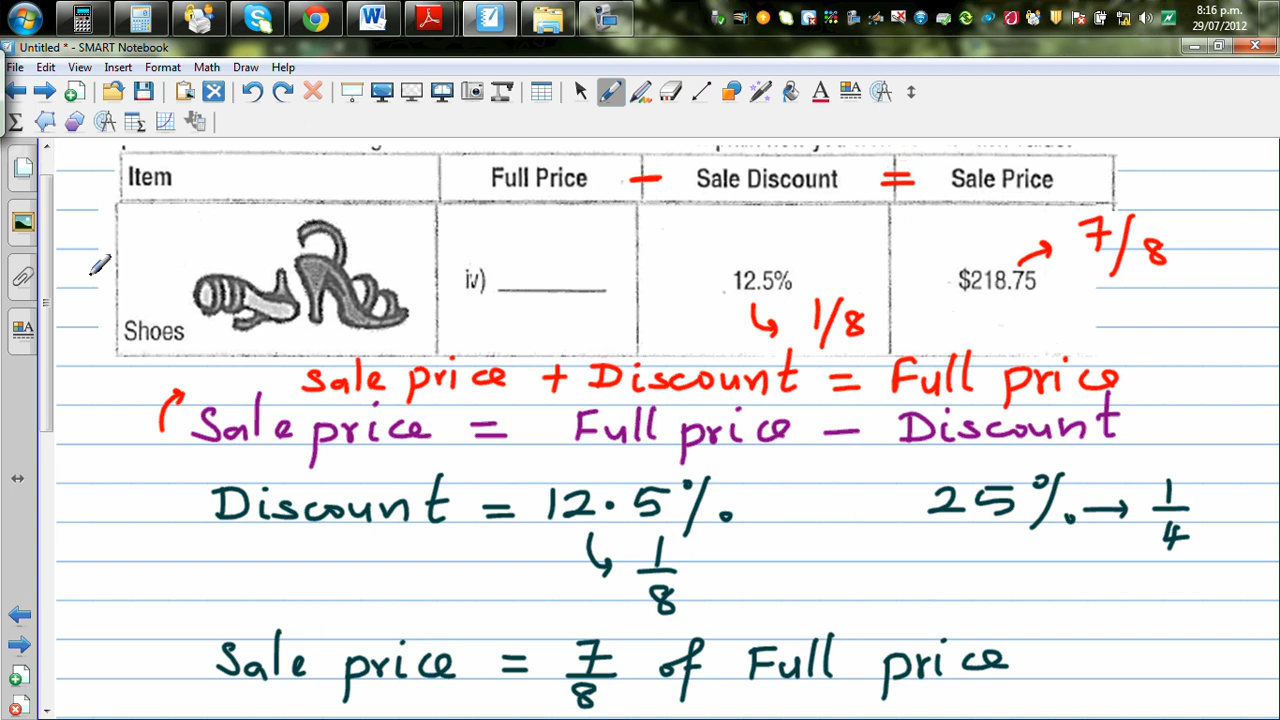 8:16 p.m.
29/07/2012
Untitled * - SMART Notebook
File Edit View Insert Format Math Draw Help
Item Full Price − Sale Discount = Sale Price
7/8
iv) ________ 12.5% $218.75
Shoes 1/8
Sale price + Discount = Full price
Sale price = Full price − Discount
Discount = 12.5% 25% → 1/4
1/8
Sale price = 7/8 of Full price